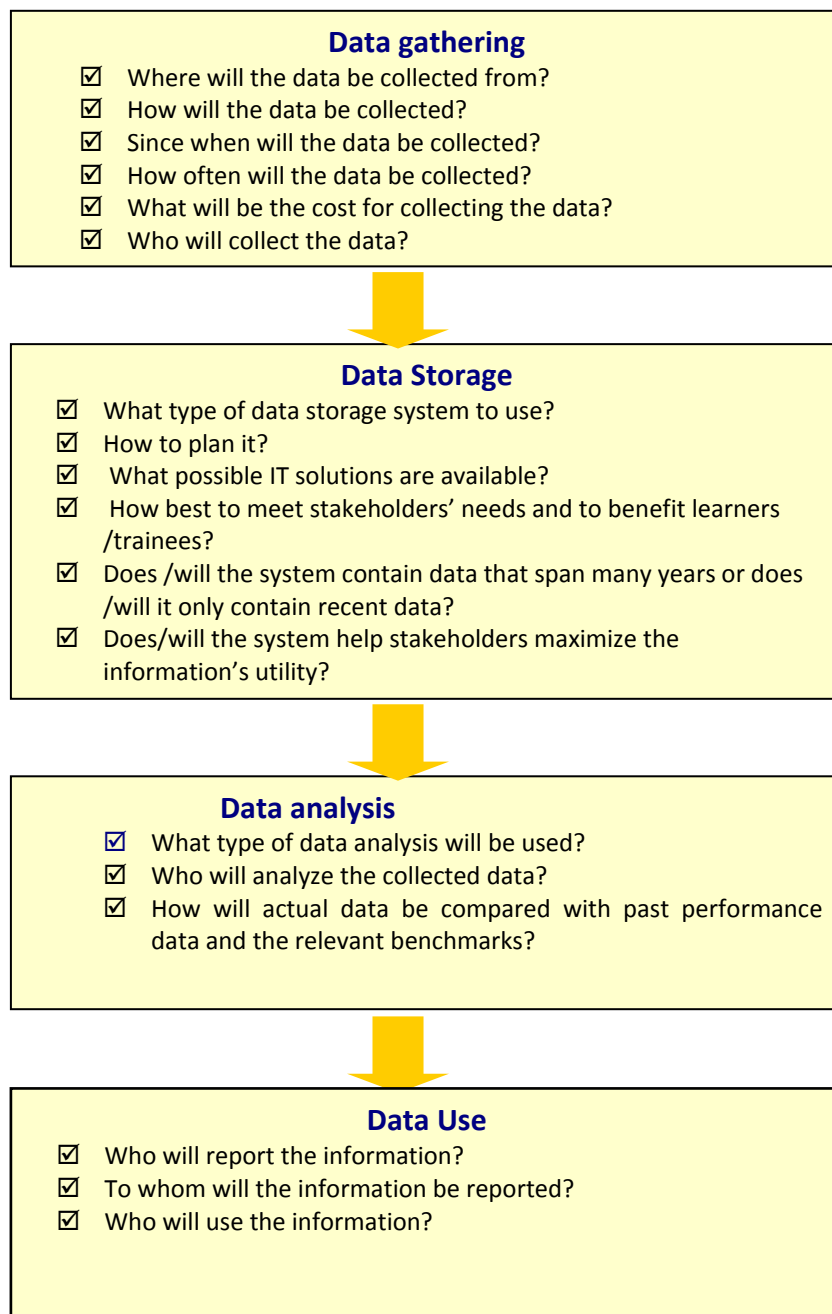 Data gathering
☑ Where will the data be collected from?
☑ How will the data be collected?
☑ Since when will the data be collected?
☑ How often will the data be collected?
☑ What will be the cost for collecting the data?
☑ Who will collect the data?
Data Storage
☑ What type of data storage system to use?
☑ How to plan it?
☑ What possible IT solutions are available?
☑ How best to meet stakeholders’ needs and to benefit learners
/trainees?
☑ Does /will the system contain data that span many years or does
/will it only contain recent data?
☑ Does/will the system help stakeholders maximize the
information’s utility?
Data analysis
☑ What type of data analysis will be used?
☑ Who will analyze the collected data?
☑ How will actual data be compared with past performance
data and the relevant benchmarks?
Data Use
☑ Who will report the information?
☑ To whom will the information be reported?
☑ Who will use the information?